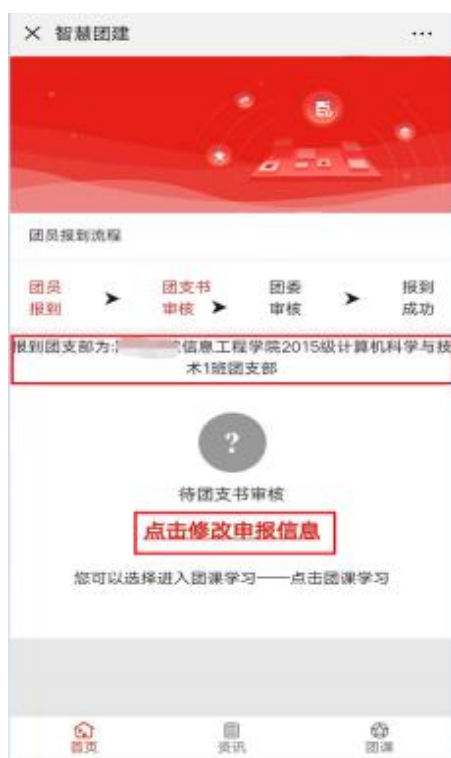 智慧团建
团员报到流程
团员 团支书 团委 报到
报到 审核 审核 成功
报到团支部为: 信息工程学院2015级计算机科学与技
术1班团支部
?
待团支书审核
点击修改申报信息
您可以选择进入团课学习——点击团课学习
首页 资讯 团课